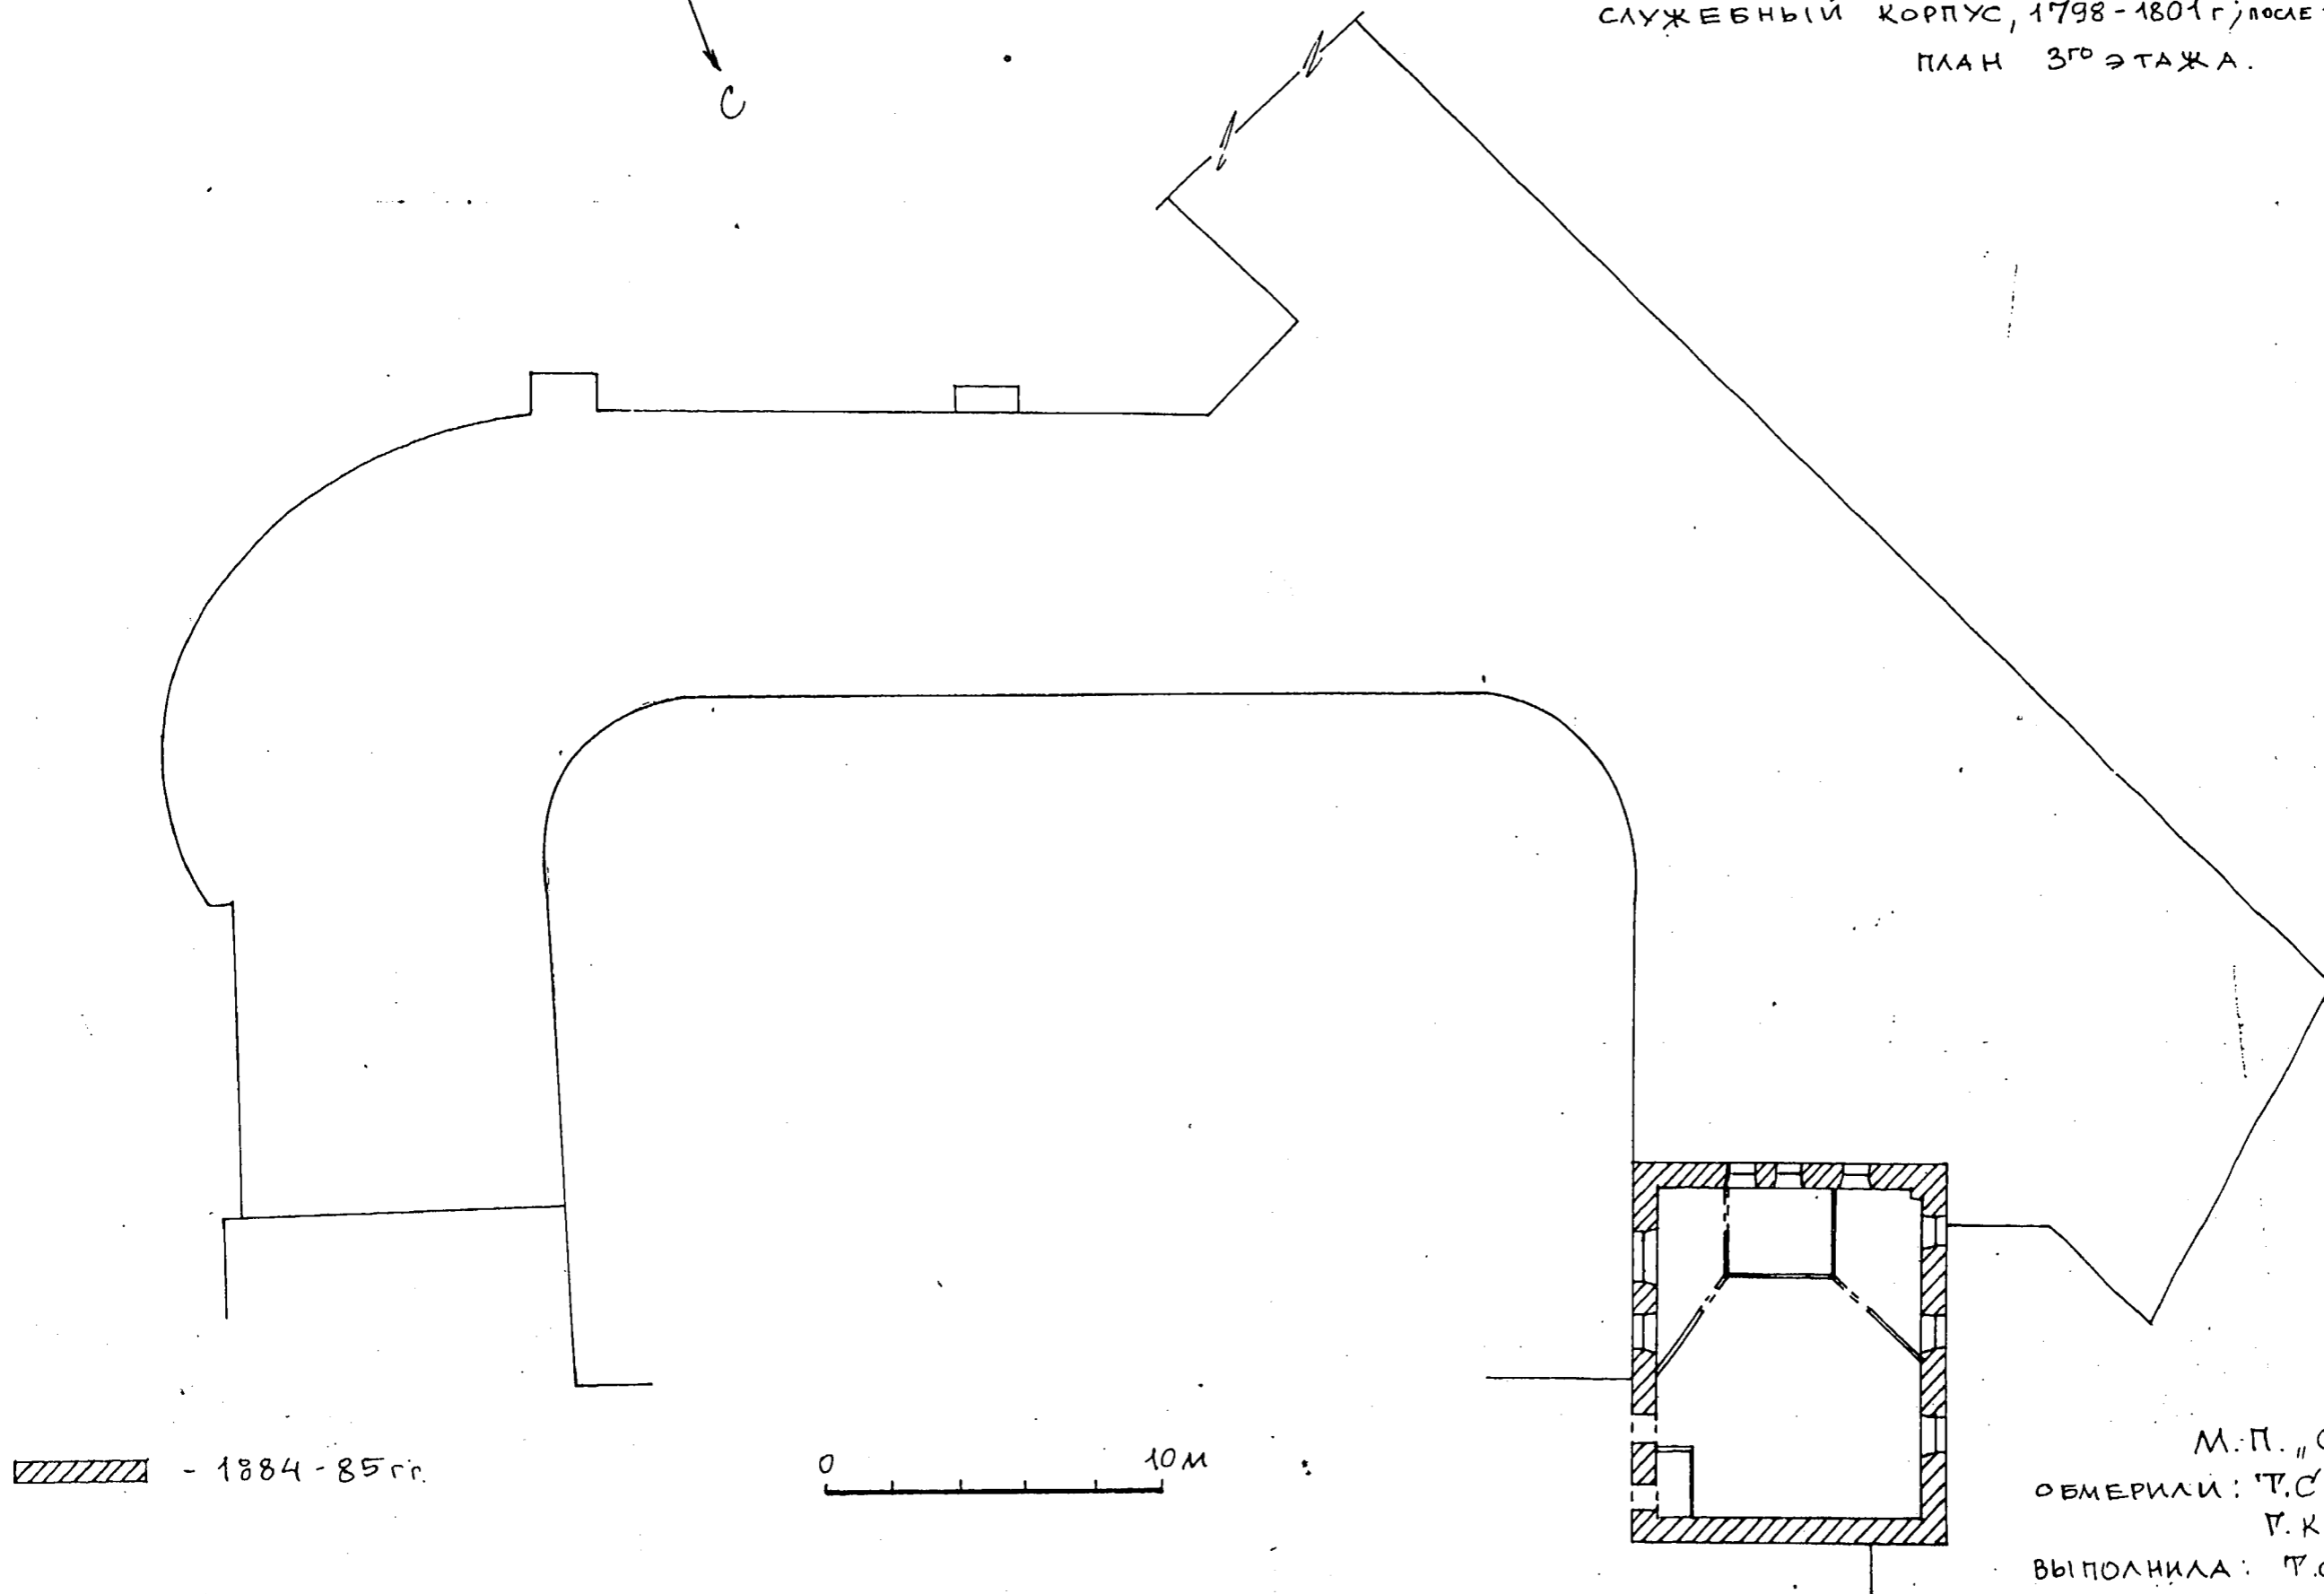 СЛУЖЕБНЫЙ КОРПУС, 1798-1801 г; ПОСЛЕ
ПЛАН 3го ЭТАЖА.
С
- 1884-85 гг.
0 10 м
М.П. „
ОБМЕРИЛИ: Т.С
Г. К
ВЫПОЛНИЛА: Т.